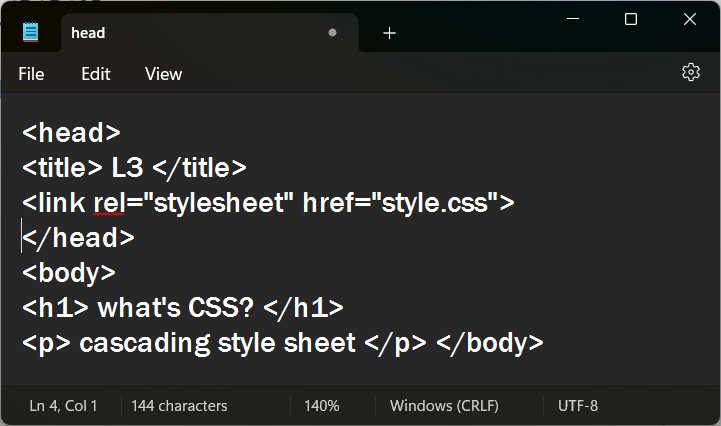 head
File Edit View
<head>
<title> L3 </title>
<link rel="stylesheet" href="style.css">
</head>
<body>
<h1> what's CSS? </h1>
<p> cascading style sheet </p> </body>
Ln 4, Col 1 144 characters 140% Windows (CRLF) UTF-8